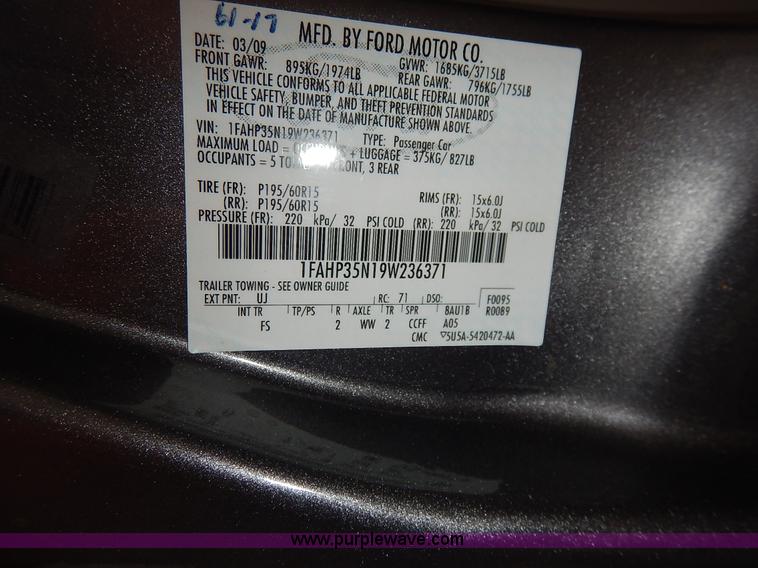 61-17
MFD. BY FORD MOTOR CO.
DATE: 03/09 GVWR: 1685KG/3715LB
FRONT GAWR: 895KG/1974LB REAR GAWR: 796KG/1755LB
THIS VEHICLE CONFORMS TO ALL APPLICABLE FEDERAL MOTOR
VEHICLE SAFETY, BUMPER, AND THEFT PREVENTION STANDARDS
IN EFFECT ON THE DATE OF MANUFACTURE SHOWN ABOVE.
VIN: 1FAHP35N19W236371 TYPE: Passenger Car
MAXIMUM LOAD = + LUGGAGE = 375KG/ 827LB
OCCUPANTS = 5 FRONT, 3 REAR
TIRE (FR): P195/60R15 RIMS (FR): 15x6.0J
(RR): P195/60R15 (RR): 15x6.0J
PRESSURE (FR): 220 kPa/ 32 PSI COLD (RR): 220 kPa/ 32 PSI COLD
1FAHP35N19W236371
TRAILER TOWING - SEE OWNER GUIDE
EXT PNT: UJ RC: 71 DSO: F0095
INT TR TP/PS R AXLE TR SPR BAU1B R0089
FS 2 WW 2 CCFF A05
CMC ▽5U5A-5420472-AA
www.purplewave.com